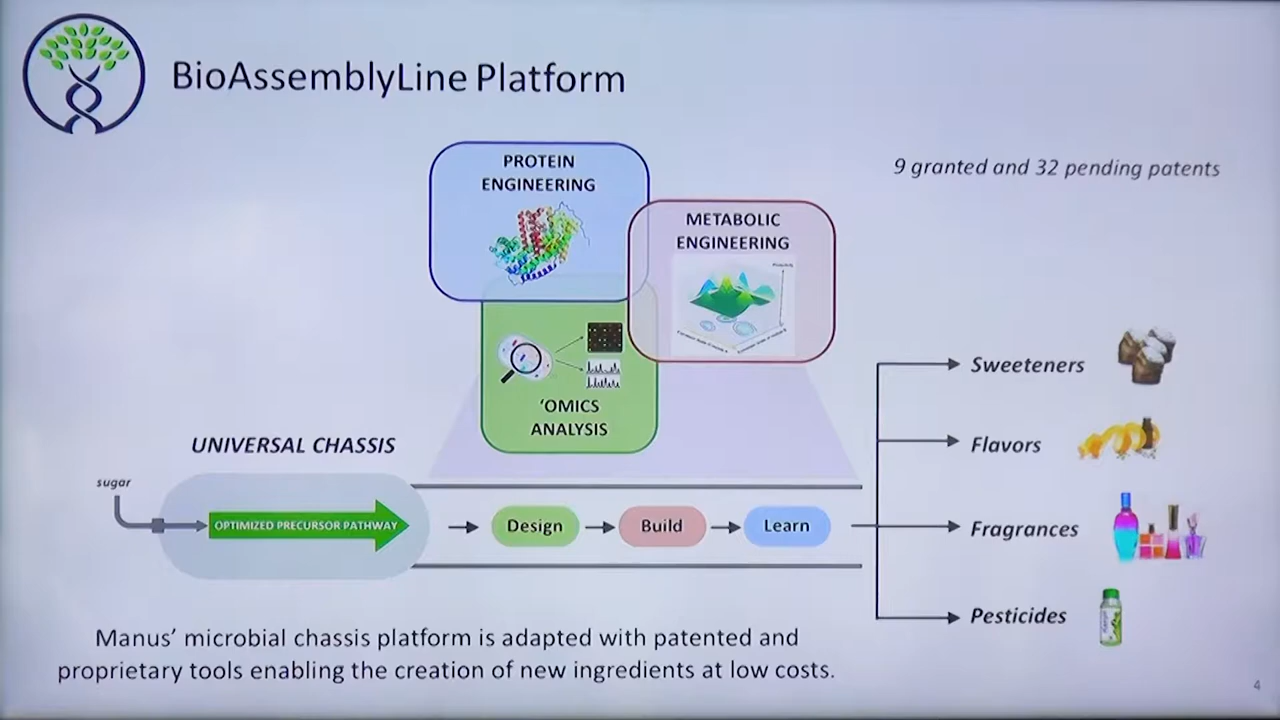 BioAssemblyLine Platform
9 granted and 32 pending patents
PROTEIN
ENGINEERING
METABOLIC
ENGINEERING
'OMICS
ANALYSIS
UNIVERSAL CHASSIS
sugar
OPTIMIZED PRECURSOR PATHWAY
Design
Build
Learn
Sweeteners
Flavors
Fragrances
Pesticides
Manus' microbial chassis platform is adapted with patented and
proprietary tools enabling the creation of new ingredients at low costs.
4